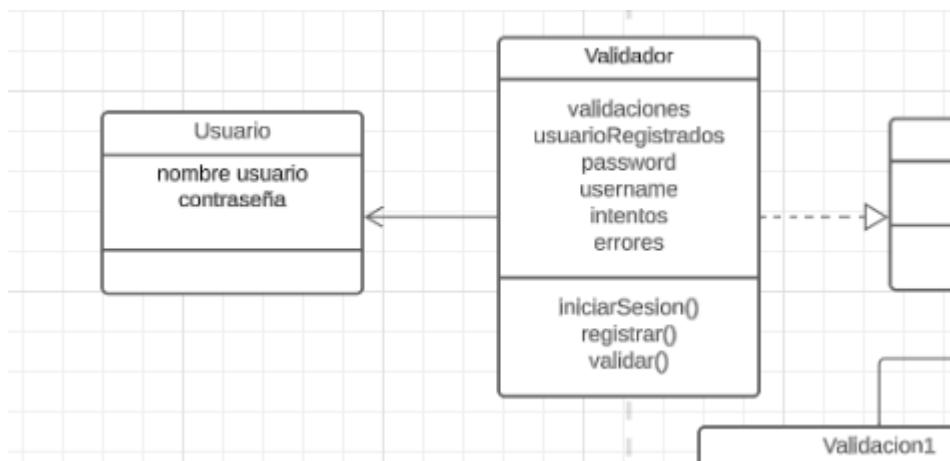 Usuario
nombre usuario
contraseña
Validador
validaciones
usuarioRegistrados
password
username
intentos
errores
iniciarSesion()
registrar()
validar()
Validacion1